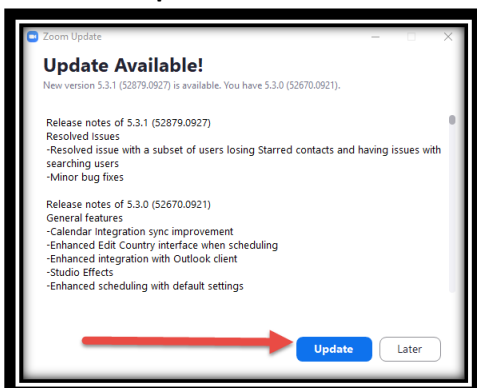 Zoom Update
Update Available!
New version 5.3.1 (52879.0927) is available. You have 5.3.0 (52670.0921).
Release notes of 5.3.1 (52879.0927)
Resolved Issues
-Resolved issue with a subset of users losing Starred contacts and having issues with
searching users
-Minor bug fixes
Release notes of 5.3.0 (52670.0921)
General features
-Calendar Integration sync improvement
-Enhanced Edit Country interface when scheduling
-Enhanced integration with Outlook client
-Studio Effects
-Enhanced scheduling with default settings
Update Later